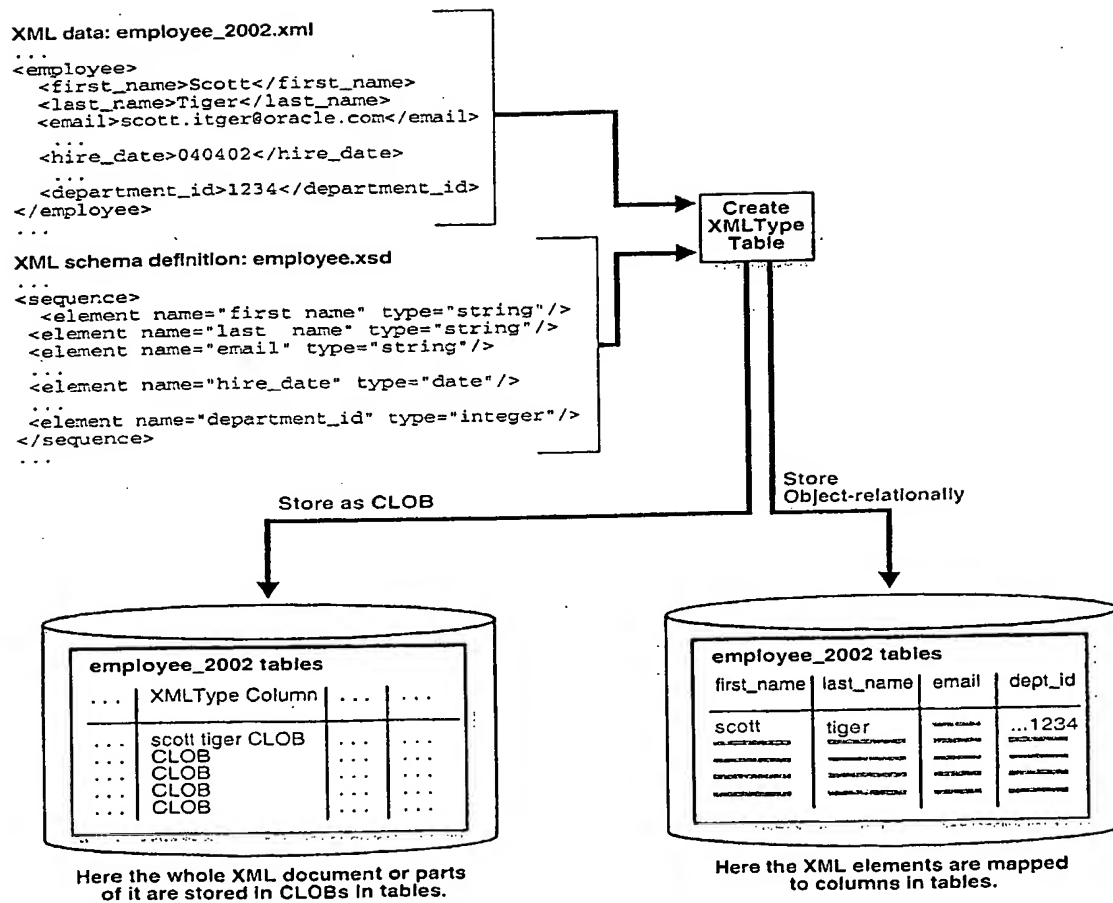 XML data: employee_2002.xml
...
<employee>
<first_name>Scott</first_name>
<last_name>Tiger</last_name>
<email>scott.itger@oracle.com</email>
...
<hire_date>040402</hire_date>
...
<department_id>1234</department_id>
</employee>
...
XML schema definition: employee.xsd
...
<sequence>
<element name="first name" type="string"/>
<element name="last name" type="string"/>
<element name="email" type="string"/>
...
<element name="hire_date" type="date"/>
...
<element name="department_id" type="integer"/>
</sequence>
...
Create
XMLType
Table
Store as CLOB
Store
Object-relationally
employee_2002 tables
... XMLType Column ... ...
... scott tiger CLOB ... ...
... CLOB ... ...
... CLOB ... ...
... CLOB ... ...
... CLOB ... ...
Here the whole XML document or parts
of it are stored in CLOBs in tables.
employee_2002 tables
first_name last_name email dept_id
scott tiger ...1234
Here the XML elements are mapped
to columns in tables.